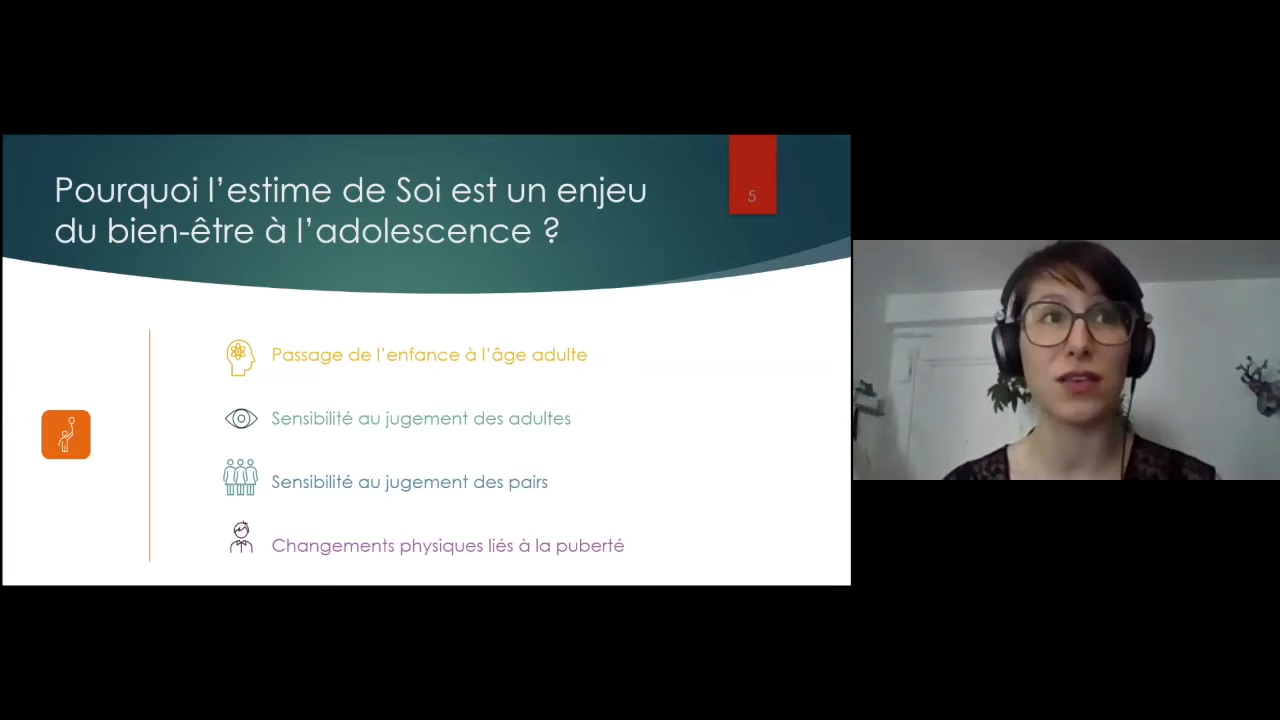 Pourquoi l'estime de Soi est un enjeu
du bien-être à l'adolescence ?
5
Passage de l'enfance à l'âge adulte
Sensibilité au jugement des adultes
Sensibilité au jugement des pairs
Changements physiques liés à la puberté